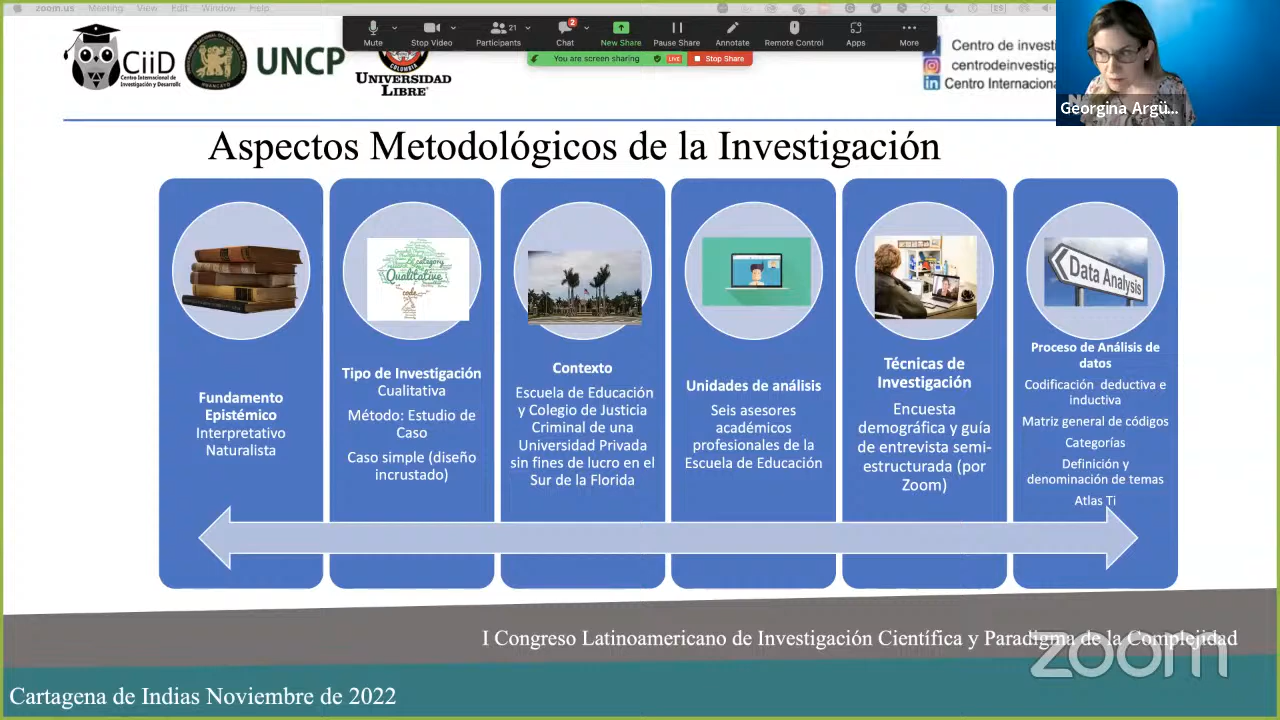 zoom.us Meeting View Edit Window Help
Mute
Stop Video
21
Participants
2
Chat
New Share
Pause Share
Annotate
Remote Control
Apps
More
You are screen sharing
LIVE
Stop Share
CiiD
Centro Internacional de
Investigación y Desarrollo
UNCP
COLOMBIA
UNIVERSIDAD
LIBRE
Centro de investi
centrodeinvestiga
Centro Internaciona
Georgina Argü...
Aspectos Metodológicos de la Investigación
Fundamento
Epistémico
Interpretativo
Naturalista
category
Qualitative
code
Tipo de Investigación
Cualitativa
Método: Estudio de
Caso
Caso simple (diseño
incrustado)
Contexto
Escuela de Educación
y Colegio de Justicia
Criminal de una
Universidad Privada
sin fines de lucro en el
Sur de la Florida
Unidades de análisis
Seis asesores
académicos
profesionales de la
Escuela de Educación
Técnicas de
Investigación
Encuesta
demográfica y guía
de entrevista semi-
estructurada (por
Zoom)
Data Analysis
Proceso de Análisis de
datos
Codificación deductiva e
inductiva
Matriz general de códigos
Categorías
Definición y
denominación de temas
Atlas Ti
I Congreso Latinoamericano de Investigación Científica y Paradigma de la Complejidad
zoom
Cartagena de Indias Noviembre de 2022